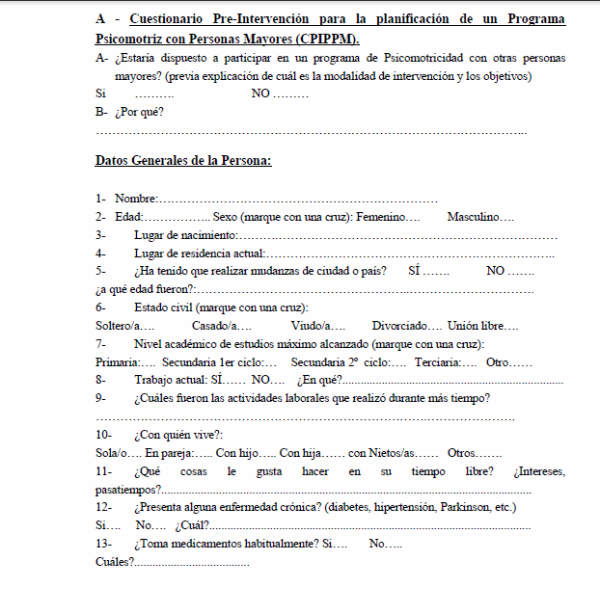 A - Cuestionario Pre-Intervención para la planificación de un Programa
Psicomotriz con Personas Mayores (CPIPPM).
A- ¿Estaría dispuesto a participar en un programa de Psicomotricidad con otras personas
mayores? (previa explicación de cuál es la modalidad de intervención y los objetivos)
Si ………. NO ………
B- ¿Por qué?
…………………………………………………………………………………………..
Datos Generales de la Persona:
1- Nombre:…………………………………………………………
2- Edad:…………….. Sexo (marque con una cruz): Femenino…. Masculino….
3- Lugar de nacimiento:…………………………………………………………………
4- Lugar de residencia actual:…………………………………………………………..
5- ¿Ha tenido que realizar mudanzas de ciudad o país? SÍ ……. NO …….
¿a qué edad fueron?:………………………………………………………………………
6- Estado civil (marque con una cruz):
Soltero/a…. Casado/a…. Viudo/a…. Divorciado…. Unión libre….
7- Nivel académico de estudios máximo alcanzado (marque con una cruz):
Primaria:…. Secundaria 1er ciclo:… Secundaria 2º ciclo:…. Terciaria:…. Otro……
8- Trabajo actual: SÍ…… NO…. ¿En qué?..........................................................................
9- ¿Cuáles fueron las actividades laborales que realizó durante más tiempo?
………………………………………………………………………………………
10- ¿Con quién vive?:
Sola/o…. En pareja:….. Con hijo….. Con hija…… con Nietos/as…… Otros…….
11- ¿Qué cosas le gusta hacer en su tiempo libre? ¿Intereses,
pasatiempos?..........................................................................................................................
12- ¿Presenta alguna enfermedad crónica? (diabetes, hipertensión, Parkinson, etc.)
Si…. No…. ¿Cuál?..........................................................................................................
13- ¿Toma medicamentos habitualmente? Si…. No…..
Cuáles?.......................................